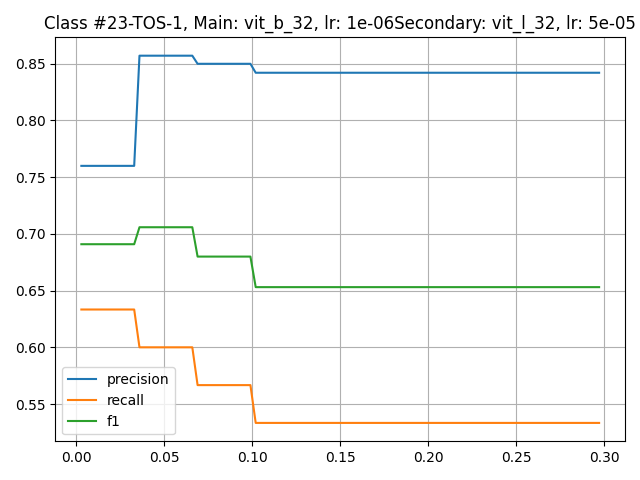 Class #23-TOS-1, Main: vit_b_32, lr: 1e-06Secondary: vit_l_32, lr: 5e-05
0.85
0.80
0.75
0.70
0.65
0.60
0.55
precision
recall
f1
0.00 0.05 0.10 0.15 0.20 0.25 0.30